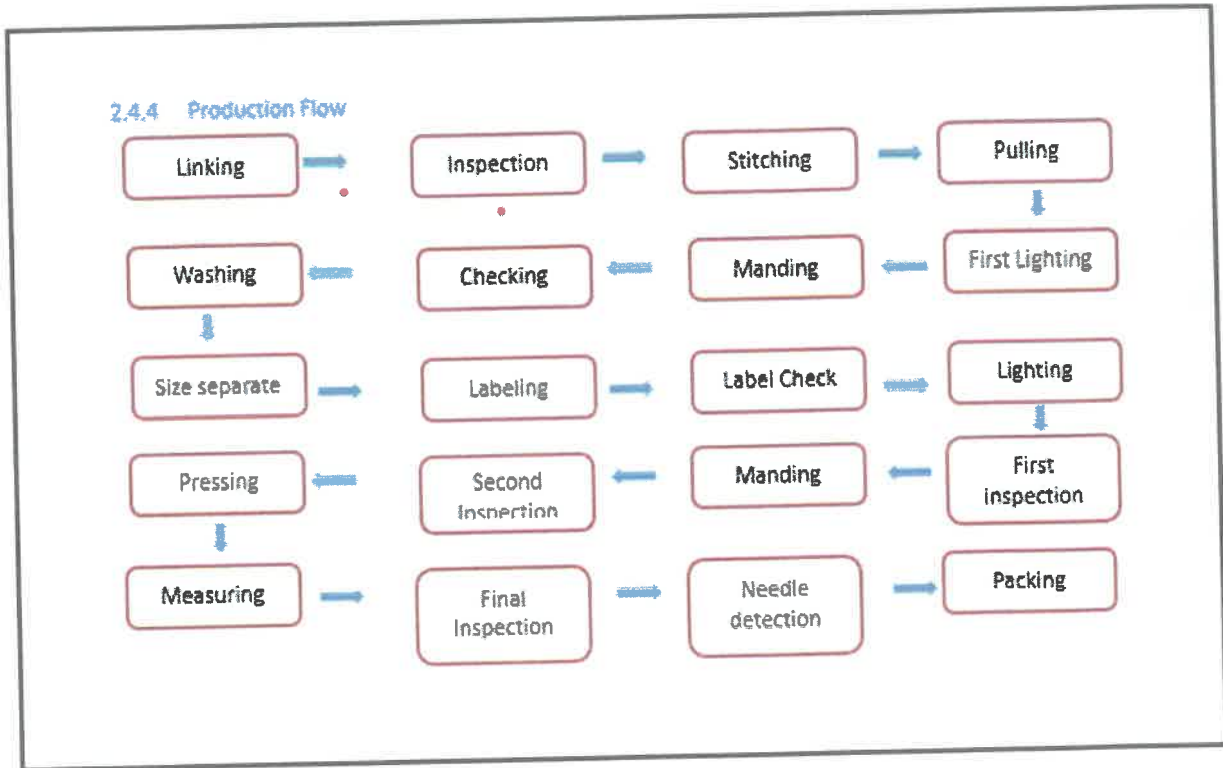 2.4.4 Production Flow
Linking
Inspection
Stitching
Pulling
First Lighting
Manding
Checking
Washing
Size separate
Labeling
Label Check
Lighting
First
inspection
Manding
Second
Inspection
Pressing
Measuring
Final
Inspection
Needle
detection
Packing